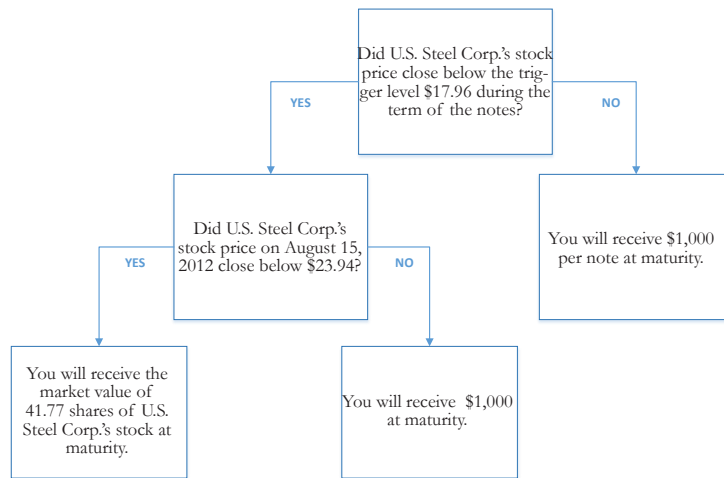 Did U.S. Steel Corp.'s stock
price close below the trig-
ger level $17.96 during the
term of the notes?
YES
NO
Did U.S. Steel Corp.'s
stock price on August 15,
2012 close below $23.94?
You will receive $1,000
per note at maturity.
YES
NO
You will receive the
market value of
41.77 shares of U.S.
Steel Corp.'s stock at
maturity.
You will receive $1,000
at maturity.